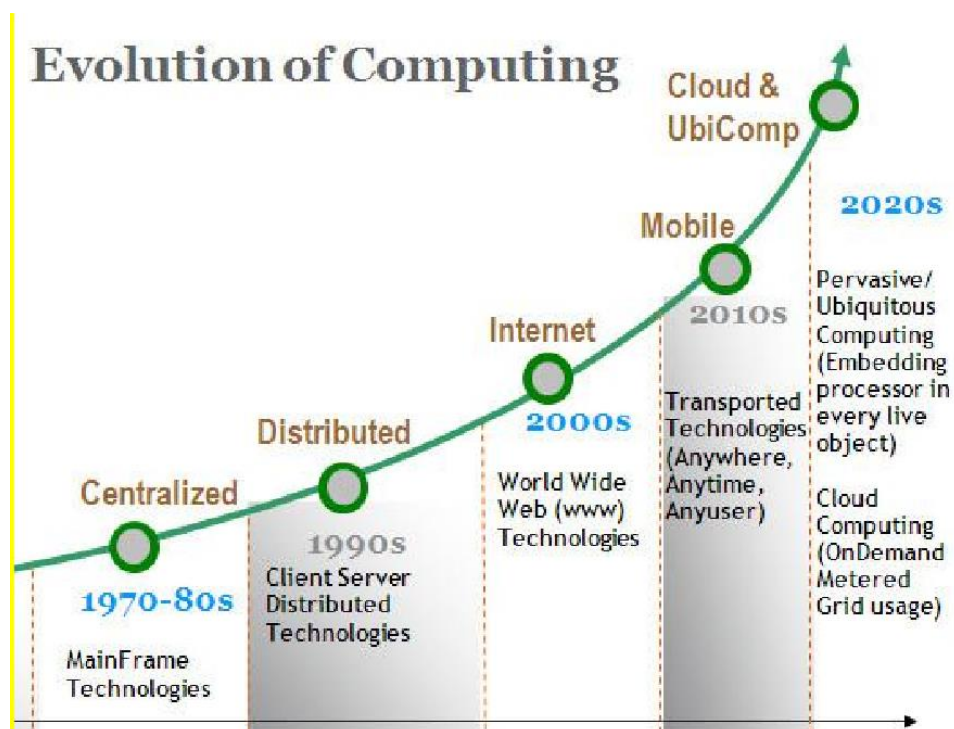 Evolution of Computing
Centralized
1970-80s
MainFrame
Technologies
Distributed
1990s
Client Server
Distributed
Technologies
Internet
2000s
World Wide
Web (www)
Technologies
Mobile
2010s
Transported
Technologies
(Anywhere,
Anytime,
Anyuser)
Cloud &
UbiComp
2020s
Pervasive/
Ubiquitous
Computing
(Embedding
processor in
every live
object)
Cloud
Computing
(OnDemand
Metered
Grid usage)